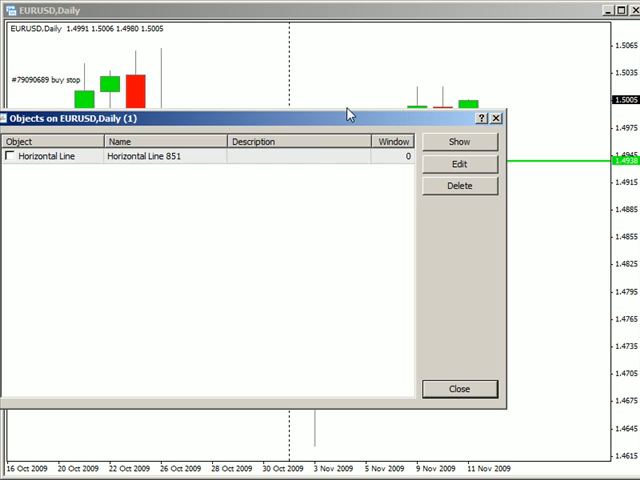 EURUSD,Daily
EURUSD,Daily 1.4991 1.5006 1.4980 1.5005
1.5065
#79090689 buy stop
1.5035
1.5005
Objects on EURUSD,Daily (1)
1.4975
Object Name Description Window
Show
Horizontal Line Horizontal Line 851 0
1.4945
Edit
1.4938
Delete
1.4915
1.4885
1.4855
1.4825
1.4795
1.4765
1.4735
1.4705
Close
1.4675
1.4645
1.4615
16 Oct 2009 20 Oct 2009 22 Oct 2009 26 Oct 2009 28 Oct 2009 30 Oct 2009 3 Nov 2009 5 Nov 2009 9 Nov 2009 11 Nov 2009